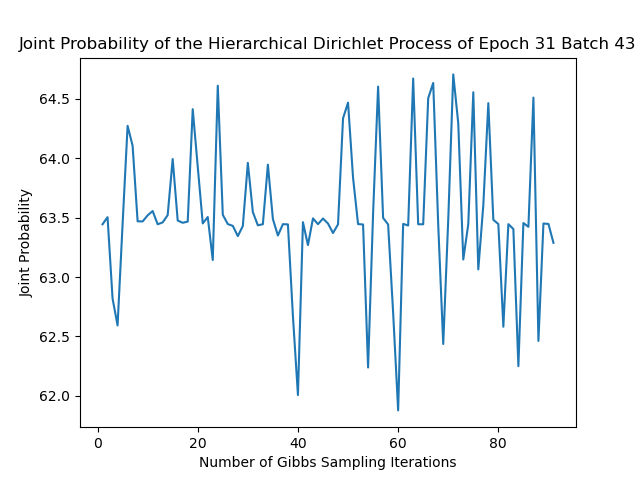 Joint Probability of the Hierarchical Dirichlet Process of Epoch 31 Batch 43
64.5
64.0
63.5
63.0
62.5
62.0
Joint Probability
0 20 40 60 80
Number of Gibbs Sampling Iterations